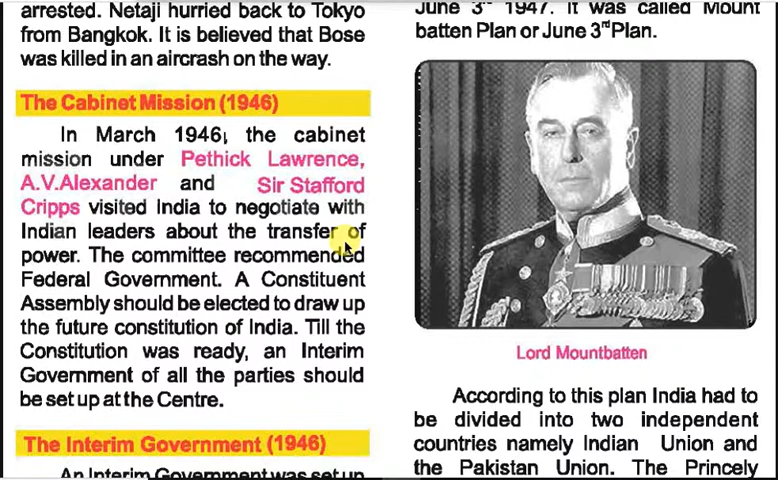 arrested. Netaji hurried back to Tokyo
from Bangkok. It is believed that Bose
was killed in an aircrash on the way.
The Cabinet Mission (1946)
In March 1946, the cabinet
mission under Pethick Lawrence,
A.V.Alexander and Sir Stafford
Cripps visited India to negotiate with
Indian leaders about the transfer of
power. The committee recommended
Federal Government. A Constituent
Assembly should be elected to draw up
the future constitution of India. Till the
Constitution was ready, an Interim
Government of all the parties should
be set up at the Centre.
The Interim Government (1946)
An Interim Government was set up
June 3rd 1947. It was called Mount
batten Plan or June 3rd Plan.
Lord Mountbatten
According to this plan India had to
be divided into two independent
countries namely Indian Union and
the Pakistan Union. The Princely